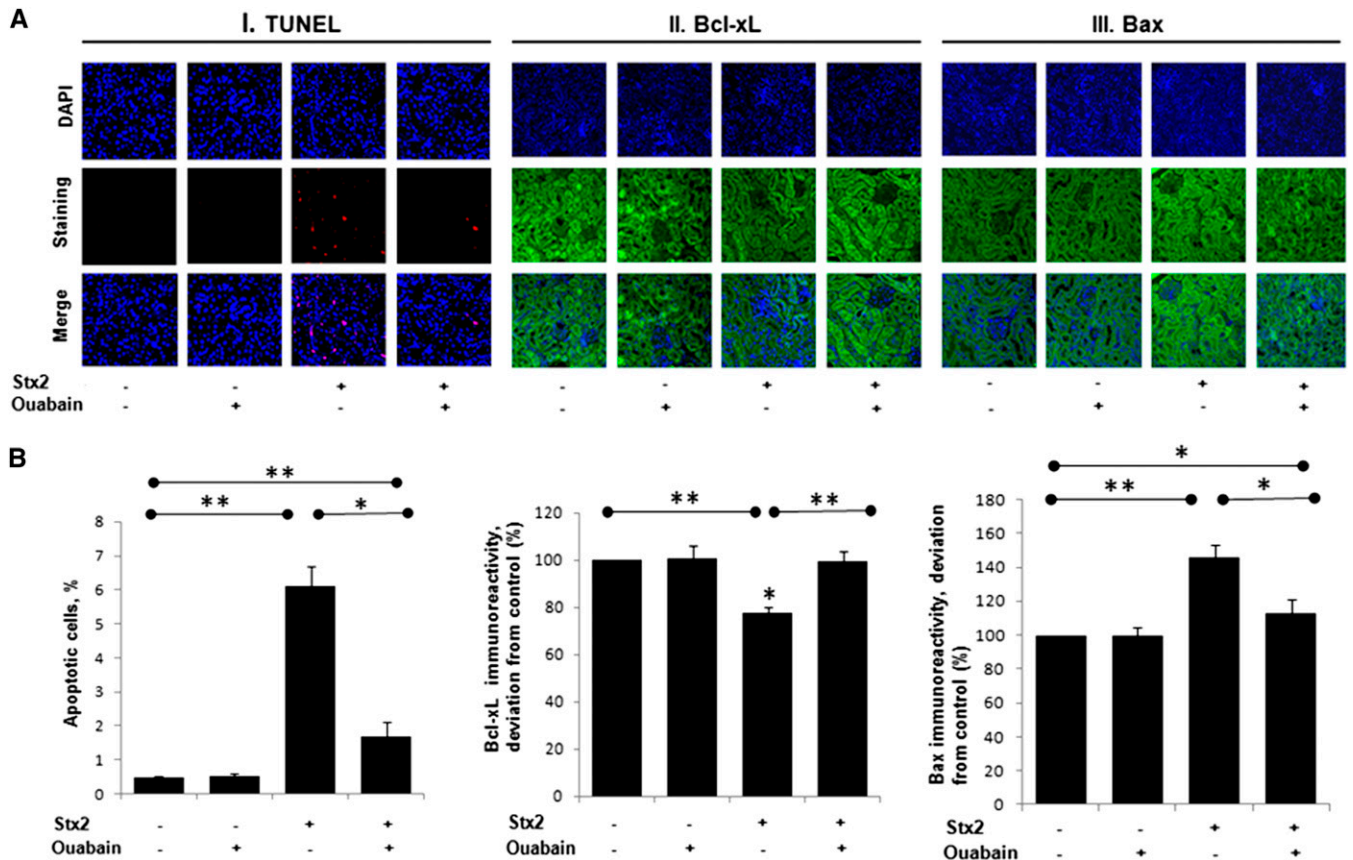 A
I. TUNEL
II. Bcl-xL
III. Bax
DAPI
Staining
Merge
Stx2 - - + + - - + + - - + +
Ouabain - + - + - + - + - + - +
B
** 
** *
Apoptotic cells, %
8
7
6
5
4
3
2
1
0
Stx2 - - + +
Ouabain - + - +
** **
Bcl-xL immunoreactivity,
deviation from control (%)
120
100
80
60
40
20
0
*
Stx2 - - + +
Ouabain - + - +
*
** *
Bax immunoreactivity, deviation
from control (%)
180
160
140
120
100
80
60
40
20
0
Stx2 - - + +
Ouabain - + - +